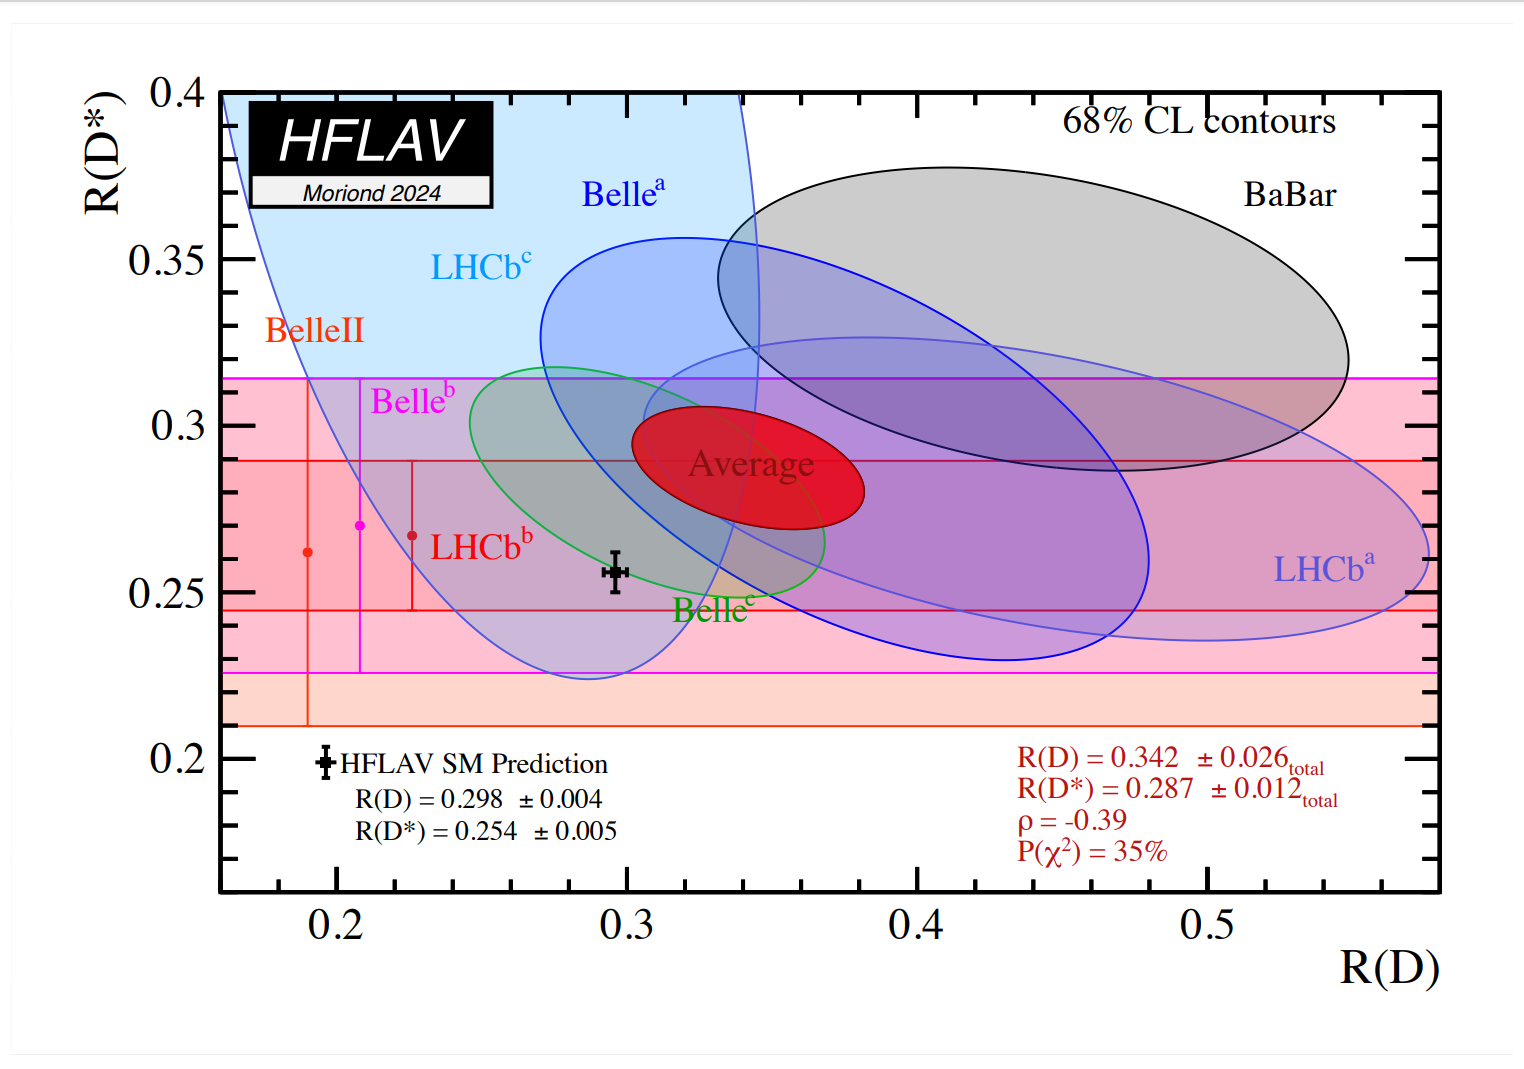 R(D*)
0.4
0.35
0.3
0.25
0.2
HFLAV
Moriond 2024
68% CL contours
Belleᵃ
BaBar
LHCbᶜ
BelleII
Belleᵇ
Average
LHCbᵇ
LHCbᵃ
Belleᶜ
HFLAV SM Prediction
R(D) = 0.298 ± 0.004
R(D*) = 0.254 ± 0.005
R(D) = 0.342 ± 0.026total
R(D*) = 0.287 ± 0.012total
ρ = -0.39
P(χ²) = 35%
0.2 0.3 0.4 0.5
R(D)